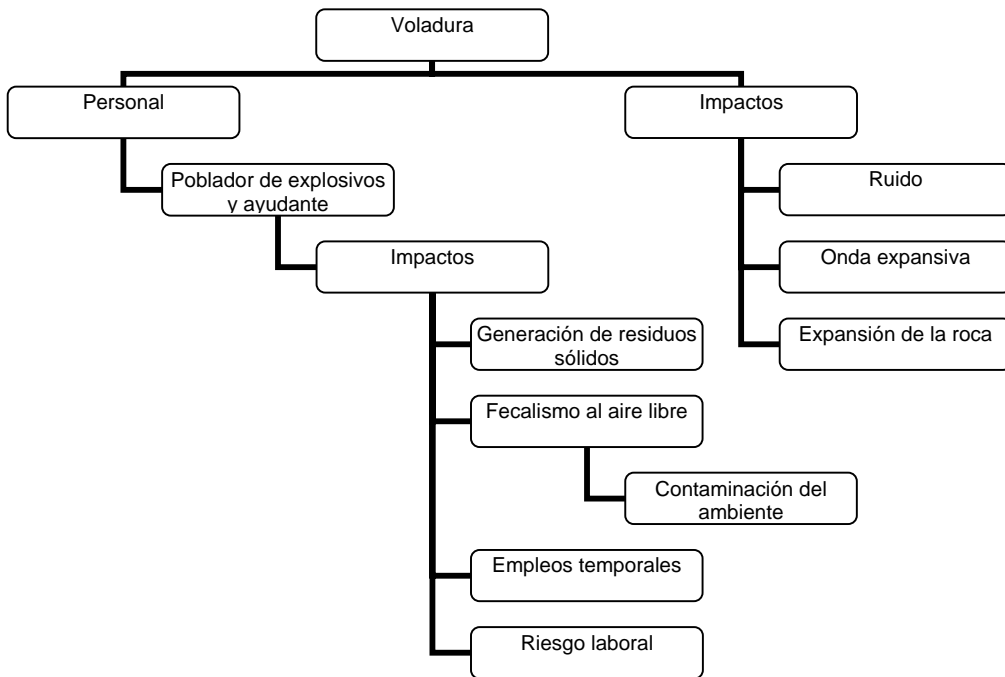 Voladura
Personal
Impactos
Poblador de explosivos
y ayudante
Ruido
Impactos
Onda expansiva
Generación de residuos
sólidos
Expansión de la roca
Fecalismo al aire libre
Contaminación del
ambiente
Empleos temporales
Riesgo laboral